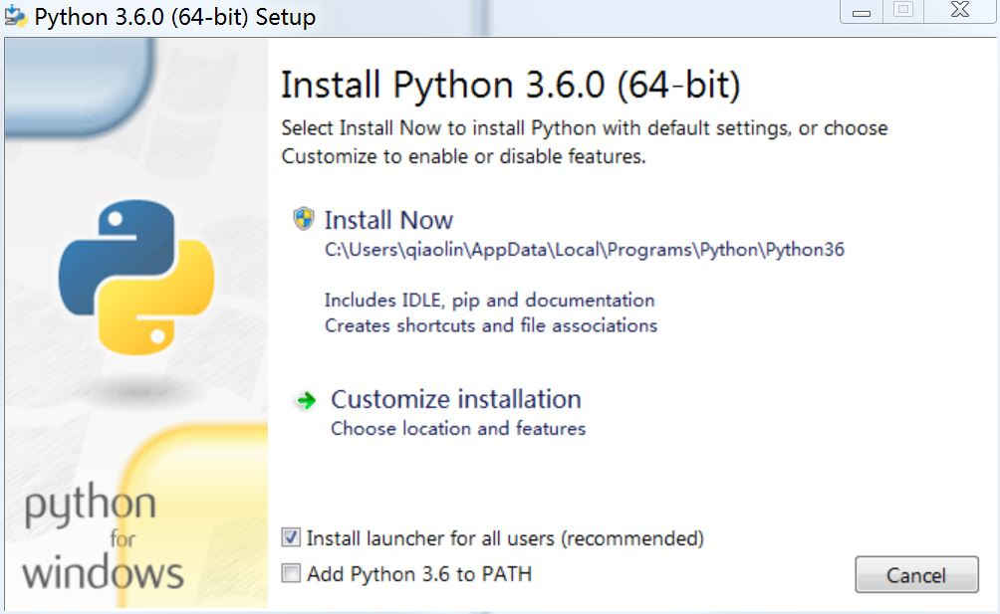 Python 3.6.0 (64-bit) Setup
Install Python 3.6.0 (64-bit)
Select Install Now to install Python with default settings, or choose
Customize to enable or disable features.
Install Now
C:\Users\qiaolin\AppData\Local\Programs\Python\Python36
Includes IDLE, pip and documentation
Creates shortcuts and file associations
Customize installation
Choose location and features
python
for
windows
Install launcher for all users (recommended)
Add Python 3.6 to PATH
Cancel